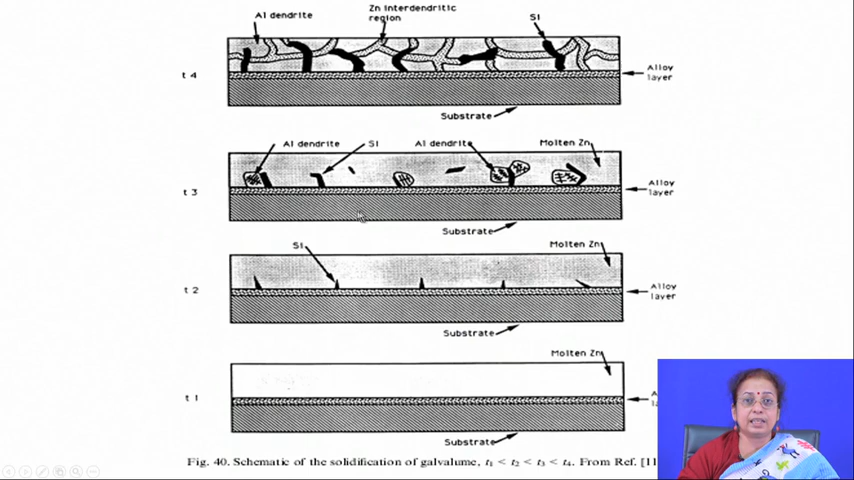 Al dendrite
Zn interdendritic
region
Si
t 4
Alloy
layer
Substrate
Al dendrite
Si
Al dendrite
Molten Zn
t 3
Alloy
layer
Substrate
Si
Molten Zn
t 2
Alloy
layer
Substrate
Molten Zn
t 1
Substrate
Fig. 40. Schematic of the solidification of galvalume, t₁ < t₂ < t₃ < t₄. From Ref. [11